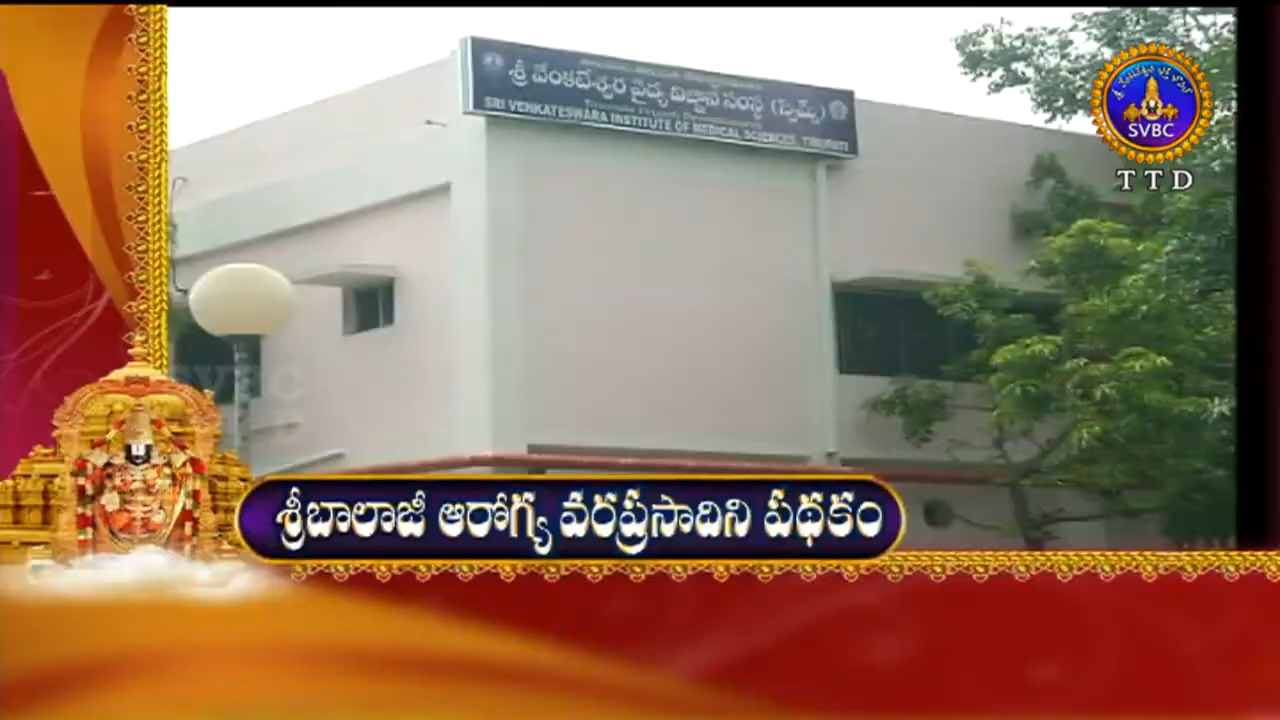 శ్రీ వేంకటేశ్వర వైద్య విజ్ఞాన సంస్థ (స్విమ్స్)
SRI VENKATESWARA INSTITUTE OF MEDICAL SCIENCES, TIRUPATI
SVBC
TTD
శ్రీబాలాజీ ఆరోగ్య వరప్రసాదిని పథకం